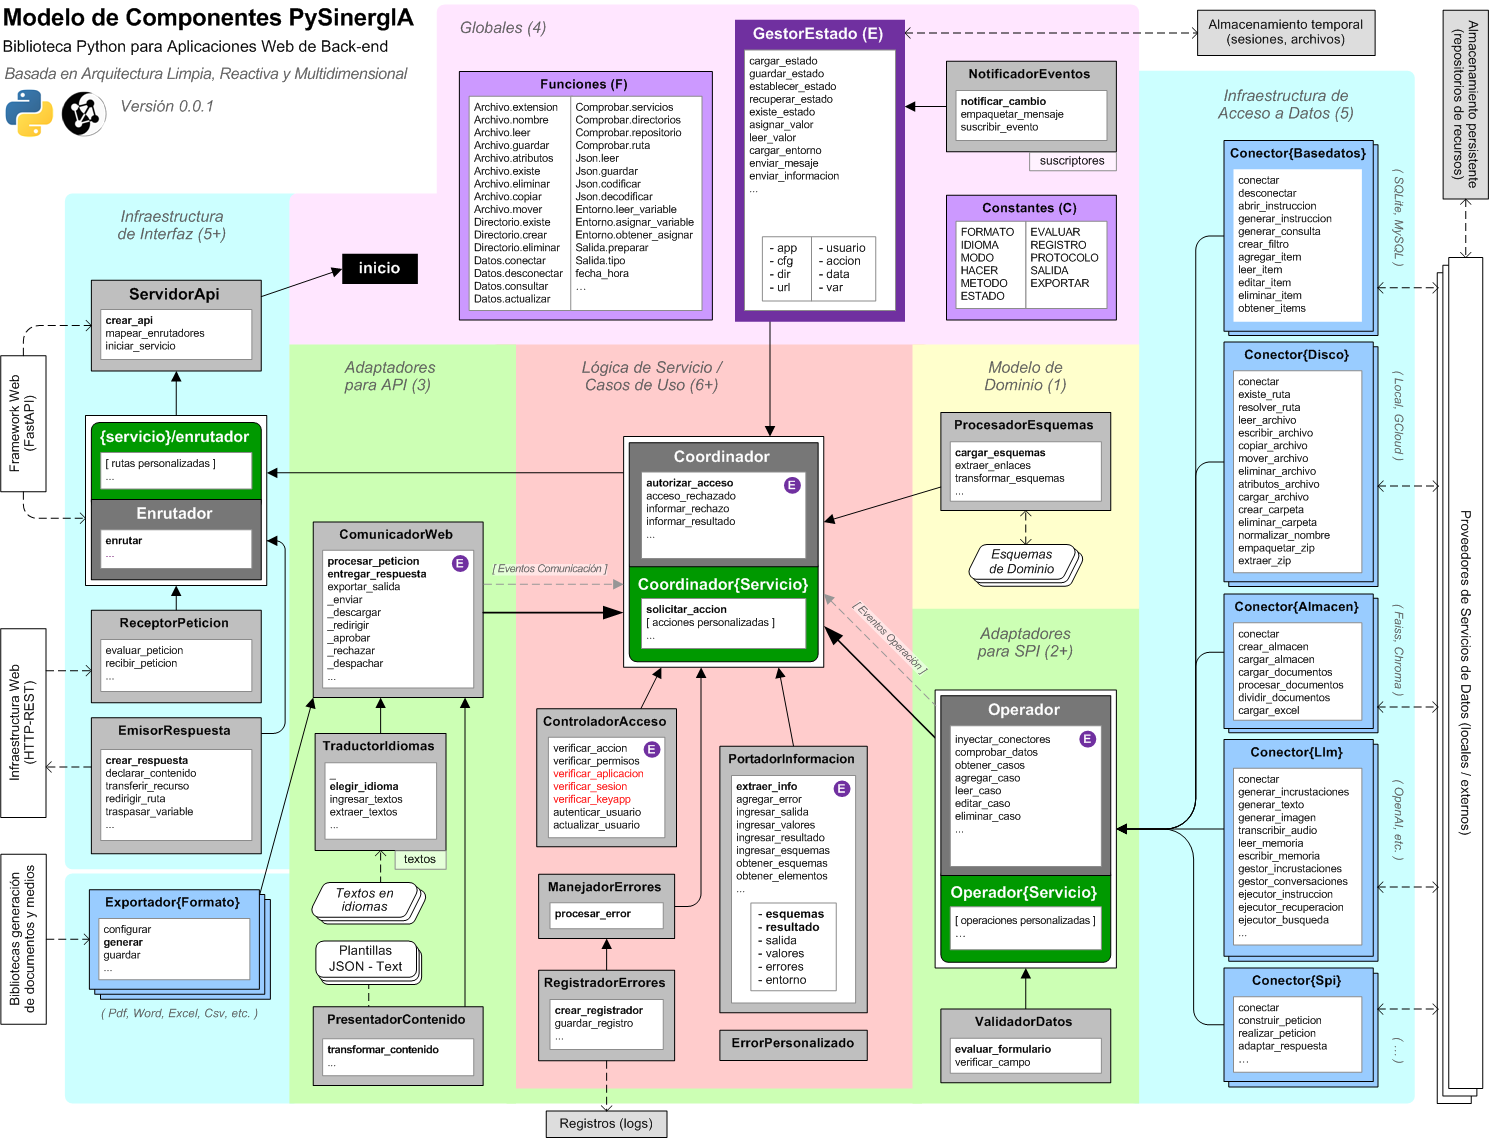 Modelo de Componentes PySinergIA
Biblioteca Python para Aplicaciones Web de Back-end
Basada en Arquitectura Limpia, Reactiva y Multidimensional
Versión 0.0.1
Globales (4)
Funciones (F)
Archivo.extension
Archivo.nombre
Archivo.leer
Archivo.guardar
Archivo.atributos
Archivo.existe
Archivo.eliminar
Archivo.copiar
Archivo.mover
Directorio.existe
Directorio.crear
Directorio.eliminar
Datos.conectar
Datos.desconectar
Datos.consultar
Datos.actualizar
Comprobar.servicios
Comprobar.directorios
Comprobar.repositorio
Comprobar.ruta
Json.leer
Json.guardar
Json.codificar
Json.decodificar
Entorno.leer_variable
Entorno.asignar_variable
Entorno.obtener_asignar
Salida.preparar
Salida.tipo
fecha_hora
...
GestorEstado (E)
cargar_estado
guardar_estado
establecer_estado
recuperar_estado
existe_estado
asignar_valor
leer_valor
cargar_entorno
enviar_mesaje
enviar_informacion
...
- app
- cfg
- dir
- url
- usuario
- accion
- data
- var
NotificadorEventos
notificar_cambio
empaquetar_mensaje
suscribir_evento
suscriptores
Constantes (C)
FORMATO
IDIOMA
MODO
HACER
METODO
ESTADO
EVALUAR
REGISTRO
PROTOCOLO
SALIDA
EXPORTAR
Almacenamiento temporal
(sesiones, archivos)
Almacenamiento persistente
(repositorios de recursos)
Infraestructura
de Interfaz (5+)
inicio
ServidorApi
crear_api
mapear_enrutadores
iniciar_servicio
Framework Web
(FastAPI)
{servicio}/enrutador
[ rutas personalizadas ]
...
Enrutador
enrutar
...
ReceptorPeticion
evaluar_peticion
recibir_peticion
...
EmisorRespuesta
crear_respuesta
declarar_contenido
transferir_recurso
redirigir_ruta
traspasar_variable
...
Infraestructura Web
(HTTP-REST)
Bibliotecas generación
de documentos y medios
Exportador{Formato}
configurar
generar
guardar
...
( Pdf, Word, Excel, Csv, etc. )
Adaptadores
para API (3)
ComunicadorWeb
E
procesar_peticion
entregar_respuesta
exportar_salida
_enviar
_descargar
_redirigir
_aprobar
_rechazar
_despachar
...
TraductorIdiomas
_
elegir_idioma
ingresar_textos
extraer_textos
...
textos
Textos en
idiomas
Plantillas
JSON - Text
PresentadorContenido
transformar_contenido
...
Lógica de Servicio /
Casos de Uso (6+)
Coordinador
E
autorizar_acceso
acceso_rechazado
informar_rechazo
informar_resultado
...
Coordinador{Servicio}
solicitar_accion
[ acciones personalizadas ]
...
[ Eventos Comunicación ]
[ Eventos Operación ]
ControladorAcceso
E
verificar_accion
verificar_permisos
verificar_aplicacion
verificar_sesion
verificar_keyapp
autenticar_usuario
actualizar_usuario
ManejadorErrores
procesar_error
RegistradorErrores
crear_registrador
guardar_registro
...
Registros (logs)
PortadorInformacion
E
extraer_info
agregar_error
ingresar_salida
ingresar_valores
ingresar_resultado
ingresar_esquemas
obtener_esquemas
obtener_elementos
...
- esquemas
- resultado
- salida
- valores
- errores
- entorno
ErrorPersonalizado
Modelo de
Dominio (1)
ProcesadorEsquemas
cargar_esquemas
extraer_enlaces
transformar_esquemas
...
Esquemas
de Dominio
Adaptadores
para SPI (2+)
Operador
E
inyectar_conectores
comprobar_datos
obtener_casos
agregar_caso
leer_caso
editar_caso
eliminar_caso
...
Operador{Servicio}
[ operaciones personalizadas ]
...
ValidadorDatos
evaluar_formulario
verificar_campo
Infraestructura de
Acceso a Datos (5)
Conector{Basedatos}
conectar
desconectar
abrir_instruccion
generar_instruccion
generar_consulta
crear_filtro
agregar_item
leer_item
editar_item
eliminar_item
obtener_items
( SQLite, MySQL )
Conector{Disco}
conectar
existe_ruta
resolver_ruta
leer_archivo
escribir_archivo
copiar_archivo
mover_archivo
eliminar_archivo
atributos_archivo
cargar_archivo
crear_carpeta
eliminar_carpeta
normalizar_nombre
empaquetar_zip
extraer_zip
( Local, GCloud )
Conector{Almacen}
conectar
crear_almacen
cargar_almacen
cargar_documentos
procesar_documentos
dividir_documentos
cargar_excel
( Faiss, Chroma )
Conector{Llm}
conectar
generar_incrustaciones
generar_texto
generar_imagen
transcribir_audio
leer_memoria
escribir_memoria
gestor_incrustaciones
gestor_conversaciones
ejecutor_instruccion
ejecutor_recuperacion
ejecutor_busqueda
...
( OpenAI, etc. )
Conector{Spi}
conectar
construir_peticion
realizar_peticion
adaptar_respuesta
...
( ... )
Proveedores de Servicios de Datos (locales / externos)